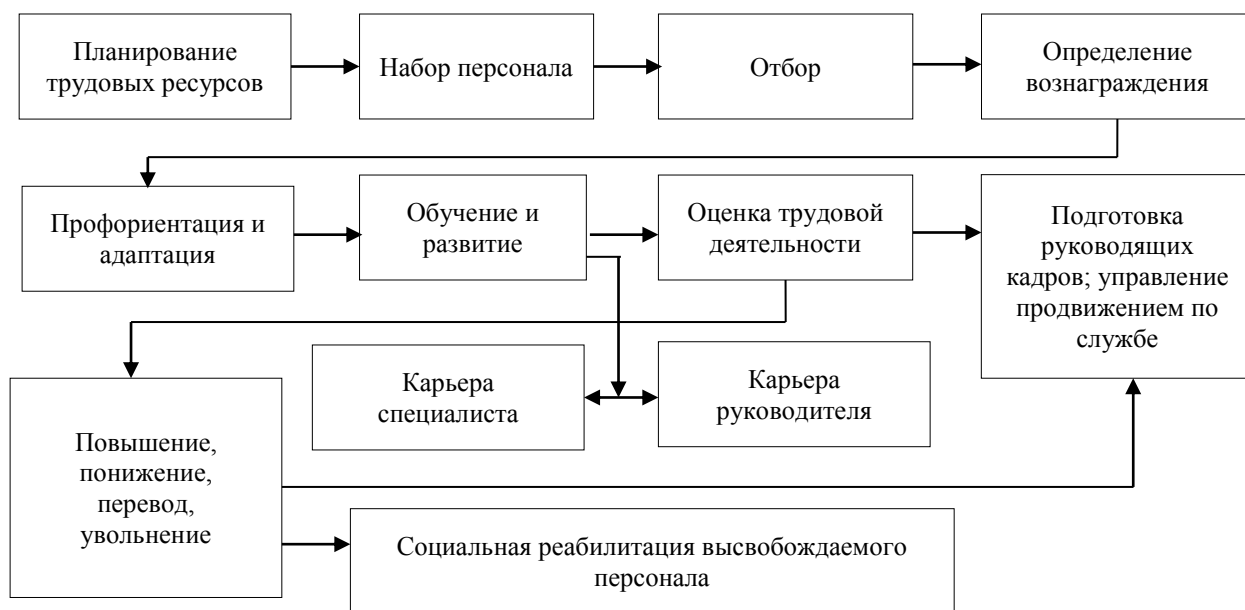 Планирование
трудовых ресурсов
Набор персонала
Отбор
Определение
вознаграждения
Профориентация и
адаптация
Обучение и
развитие
Оценка трудовой
деятельности
Подготовка
руководящих
кадров; управление
продвижением по
службе
Карьера
специалиста
Карьера
руководителя
Повышение,
понижение,
перевод,
увольнение
Социальная реабилитация высвобождаемого
персонала